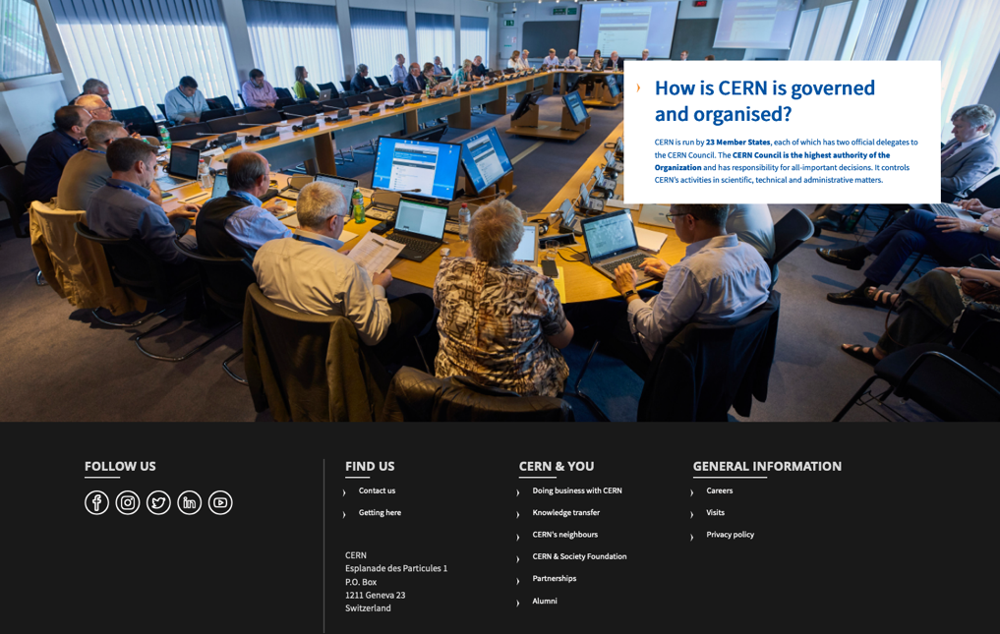 How is CERN is governed
and organised?
CERN is run by 23 Member States, each of which has two official delegates to
the CERN Council. The CERN Council is the highest authority of the
Organization and has responsibility for all-important decisions. It controls
CERN's activities in scientific, technical and administrative matters.
FOLLOW US
FIND US
Contact us
Getting here
CERN
Esplanade des Particules 1
P.O. Box
1211 Geneva 23
Switzerland
CERN & YOU
Doing business with CERN
Knowledge transfer
CERN's neighbours
CERN & Society Foundation
Partnerships
Alumni
GENERAL INFORMATION
Careers
Visits
Privacy policy